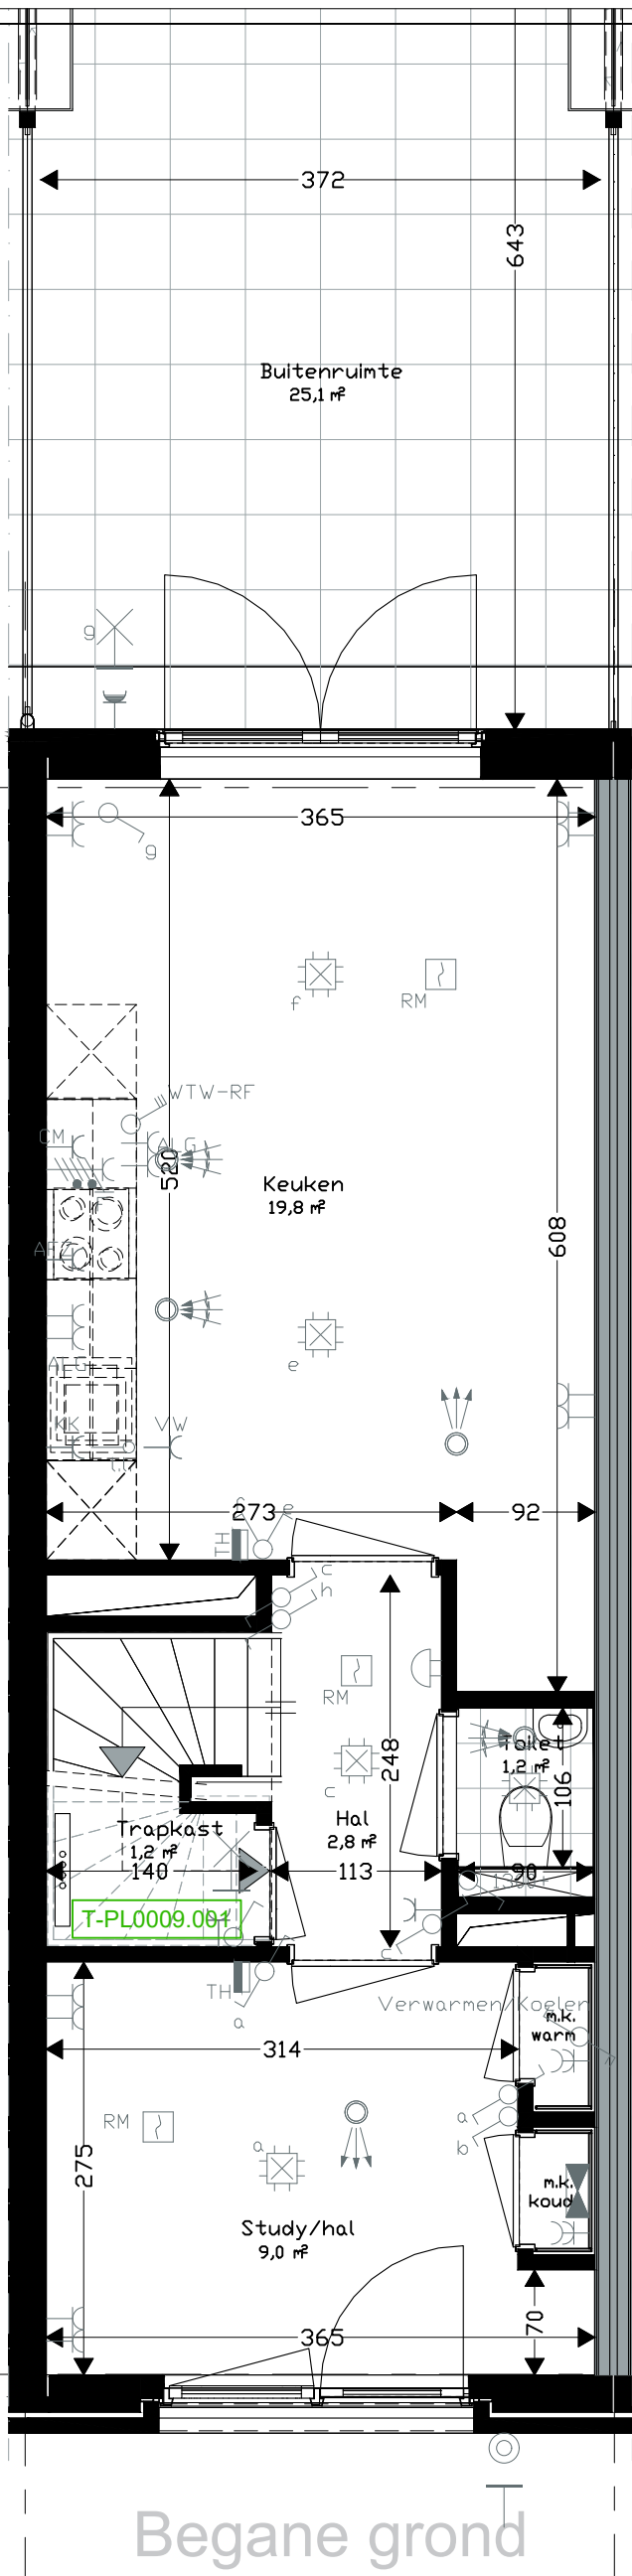 372
643
Buitenruimte
25,1 m²
g
365
g
f
RM
WTW-RF
CM
ALG
520
Keuken
19,8 m²
608
AFZ
e
ALG
KK
VW
273
e
92
TH
c
h
RM
c
248
Toilet
1,2 m²
106
Hal
2,8 m²
Trapkast
1,2 m²
140
113
90
T-PL0009.001
c
TH
a
Verwarmen/Koelen
m.k.
warm
314
a
b
RM
a
275
m.k.
koud
Study/hal
9,0 m²
70
365
Begane grond